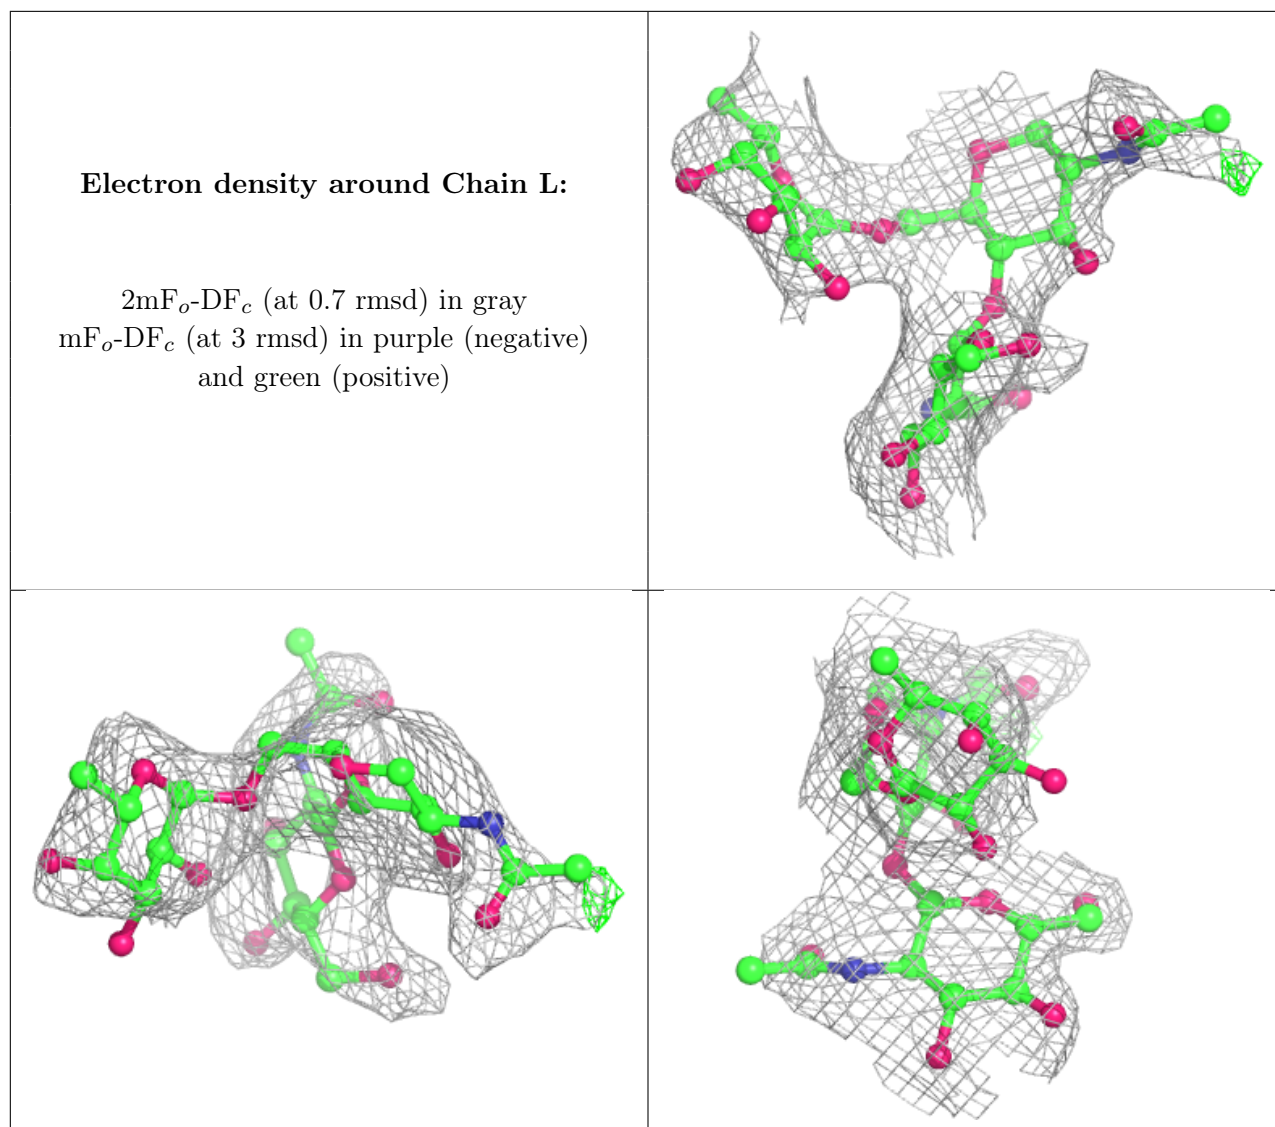 Electron density around Chain L:
2mFo-DFc (at 0.7 rmsd) in gray
mFo-DFc (at 3 rmsd) in purple (negative)
and green (positive)